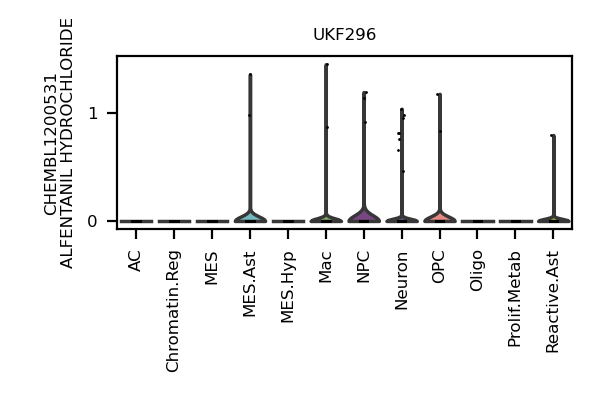 UKF296
CHEMBL1200531
ALFENTANIL HYDROCHLORIDE
1
0
AC
Chromatin.Reg
MES
MES.Ast
MES.Hyp
Mac
NPC
Neuron
OPC
Oligo
Prolif.Metab
Reactive.Ast